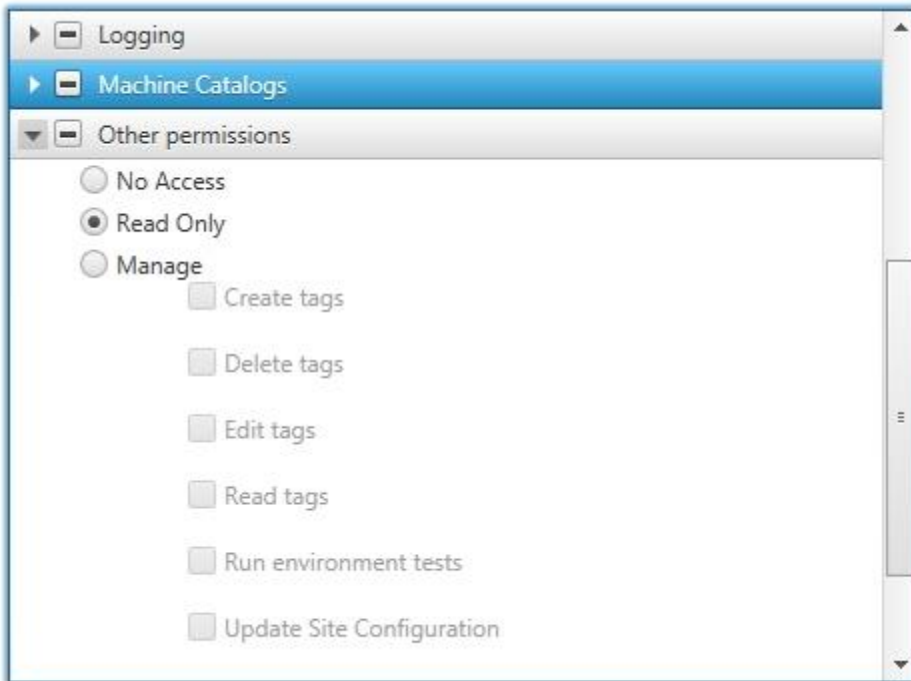 Logging
Machine Catalogs
Other permissions
No Access
Read Only
Manage
Create tags
Delete tags
Edit tags
Read tags
Run environment tests
Update Site Configuration